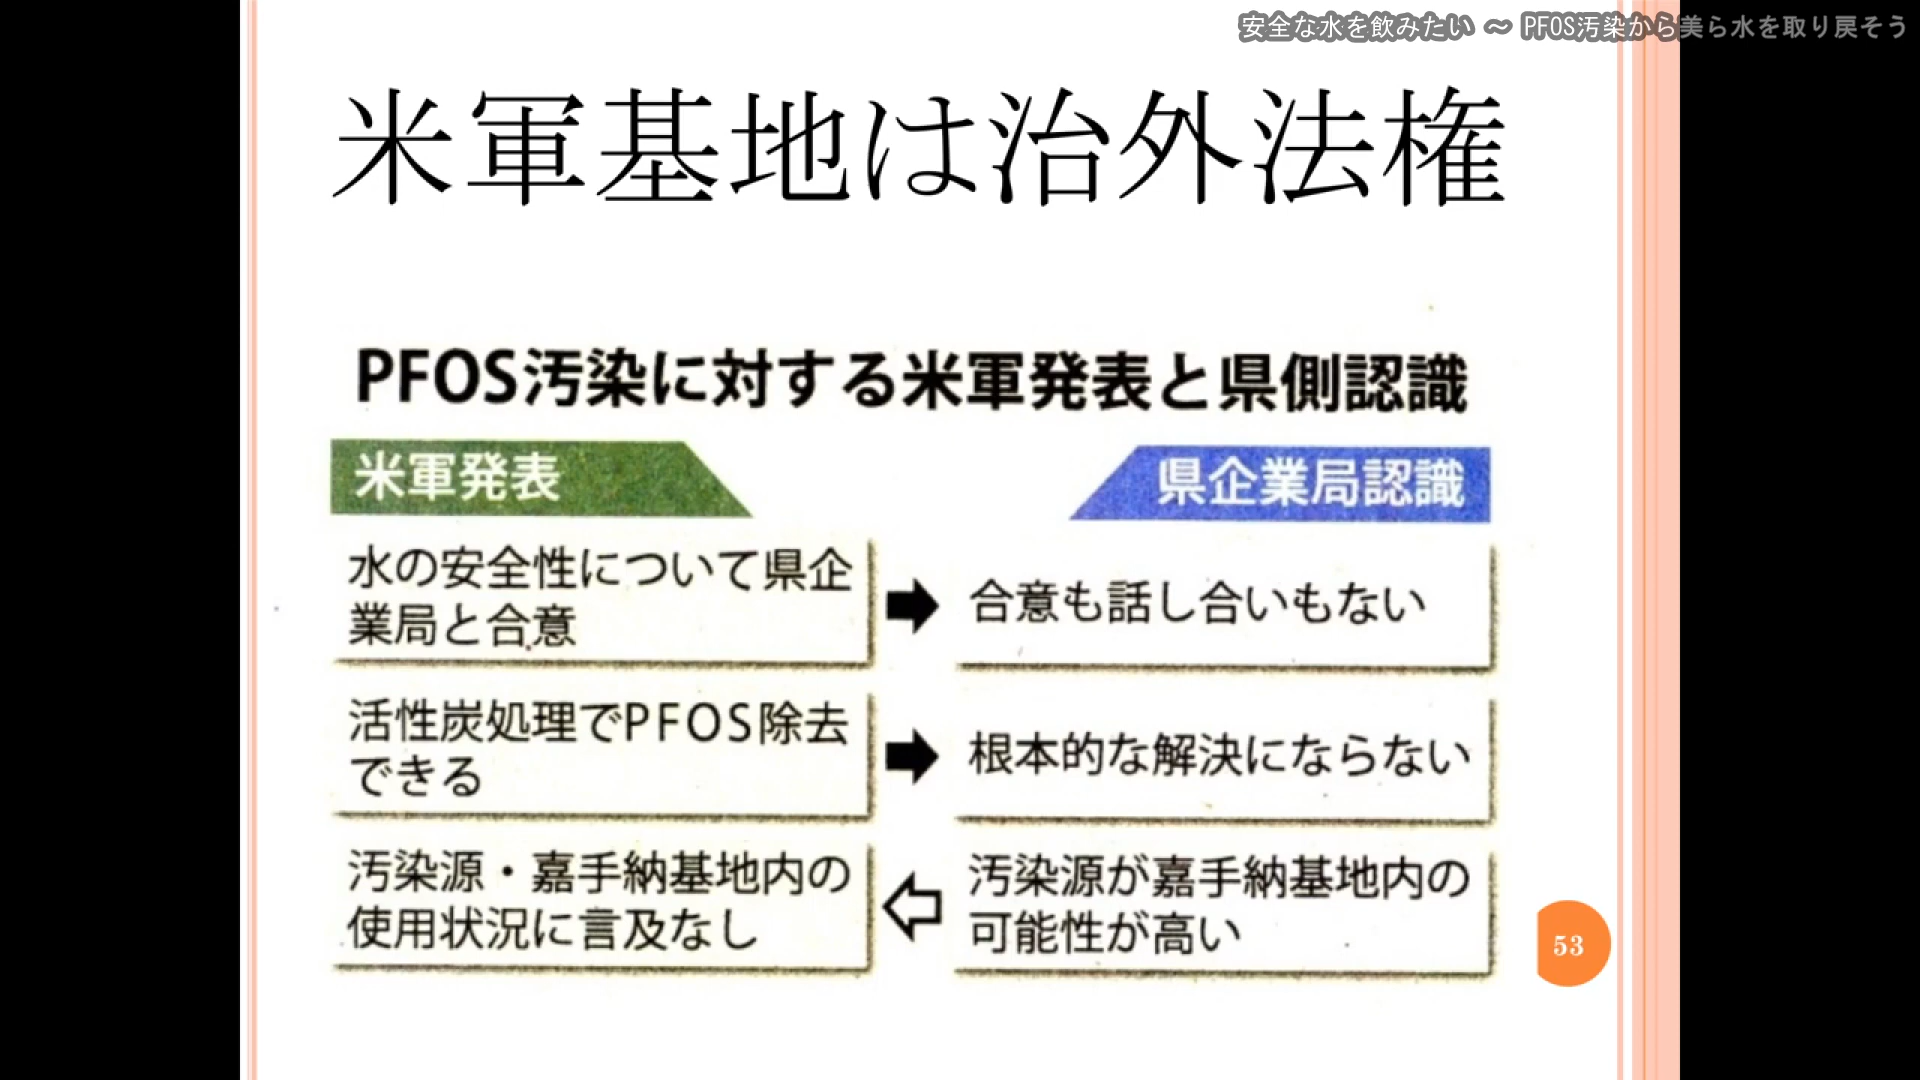 安全な水を飲みたい ～ PFOS汚染から美ら水を取り戻そう
米軍基地は治外法権
PFOS汚染に対する米軍発表と県側認識
米軍発表
県企業局認識
水の安全性について県企
業局と合意
合意も話し合いもない
活性炭処理でPFOS除去
できる
根本的な解決にならない
汚染源・嘉手納基地内の
使用状況に言及なし
汚染源が嘉手納基地内の
可能性が高い
53